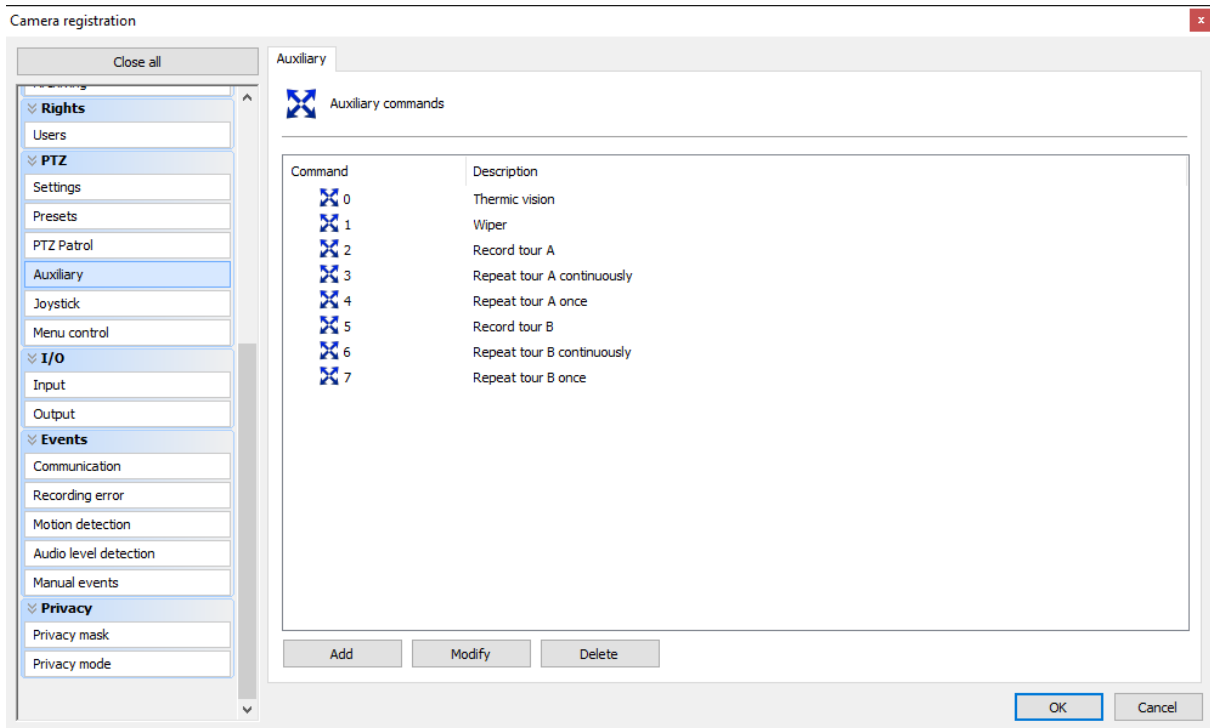 Camera registration
x
Close all
Rights
Users
PTZ
Settings
Presets
PTZ Patrol
Auxiliary
Joystick
Menu control
I/O
Input
Output
Events
Communication
Recording error
Motion detection
Audio level detection
Manual events
Privacy
Privacy mask
Privacy mode
Auxiliary
Auxiliary commands
Command Description
0 Thermic vision
1 Wiper
2 Record tour A
3 Repeat tour A continuously
4 Repeat tour A once
5 Record tour B
6 Repeat tour B continuously
7 Repeat tour B once
Add Modify Delete
OK Cancel